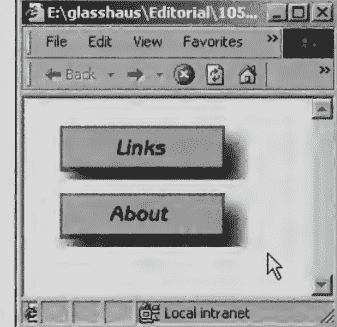 E:\glasshaus\Editorial\105...
File Edit View Favorites »
Back »
Links
About
Local intranet